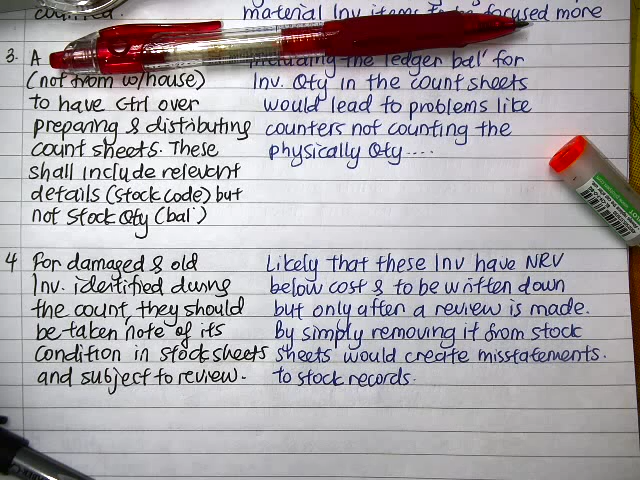 material Inv items to be focused more
3. A
(not from w/house)
to have ctrl over
preparing & distributing
count sheets. These
shall include relevent
details (stock code) but
not stock Qty (bal')
including the ledger bal' for
Inv. Qty in the count sheets
would lead to problems like
counters not counting the
physically Qty....
4 For damaged & old
Inv. identified during
the count, they should
be taken note of its
condition in stock sheets
and subject to review.
Likely that these Inv have NRV
below cost & to be written down
but only after a review is made.
By simply removing it from stock
sheets would create misstatements.
to stock records.